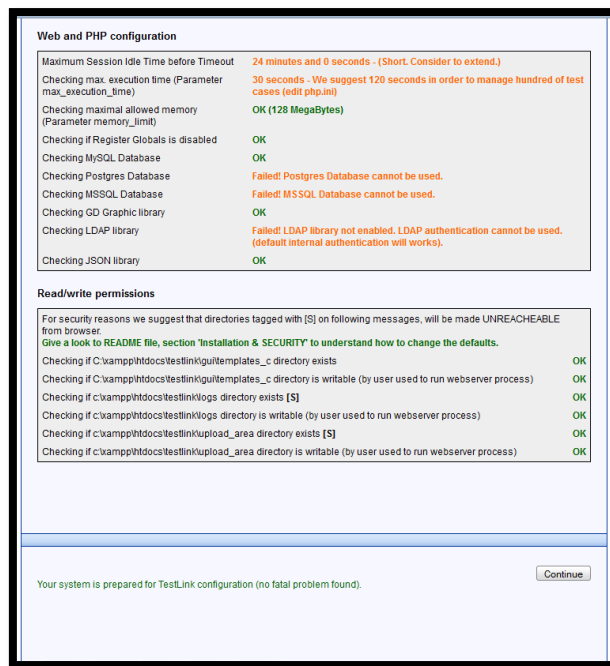 Web and PHP configuration
Maximum Session Idle Time before Timeout 24 minutes and 0 seconds - (Short. Consider to extend.)
Checking max. execution time (Parameter 30 seconds - We suggest 120 seconds in order to manage hundred of test
max_execution_time) cases (edit php.ini)
Checking maximal allowed memory OK (128 MegaBytes)
(Parameter memory_limit)
Checking if Register Globals is disabled OK
Checking MySQL Database OK
Checking Postgres Database Failed! Postgres Database cannot be used.
Checking MSSQL Database Failed! MSSQL Database cannot be used.
Checking GD Graphic library OK
Checking LDAP library Failed! LDAP library not enabled. LDAP authentication cannot be used.
(default internal authentication will works).
Checking JSON library OK
Read/write permissions
For security reasons we suggest that directories tagged with [S] on following messages, will be made UNREACHEABLE
from browser.
Give a look to README file, section 'Installation & SECURITY' to understand how to change the defaults.
Checking if C:\xampp\htdocs\testlink\gui\templates_c directory exists OK
Checking if C:\xampp\htdocs\testlink\gui\templates_c directory is writable (by user used to run webserver process) OK
Checking if c:\xampp\htdocs\testlink\logs directory exists [S] OK
Checking if c:\xampp\htdocs\testlink\logs directory is writable (by user used to run webserver process) OK
Checking if c:\xampp\htdocs\testlink\upload_area directory exists [S] OK
Checking if c:\xampp\htdocs\testlink\upload_area directory is writable (by user used to run webserver process) OK
Continue
Your system is prepared for TestLink configuration (no fatal problem found).